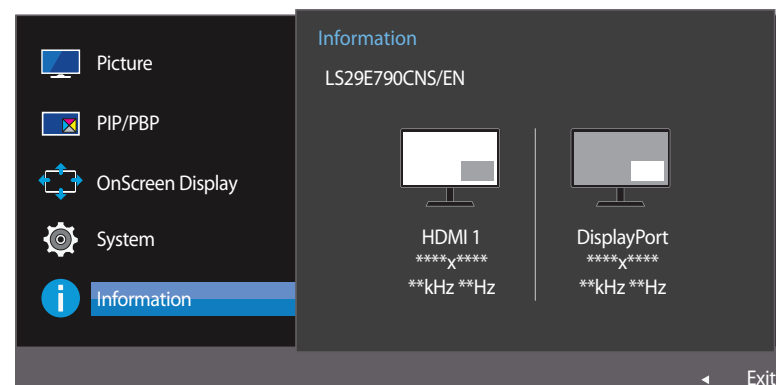 Picture
PIP/PBP
OnScreen Display
System
Information
Information
LS29E790CNS/EN
HDMI 1
****x****
**kHz **Hz
DisplayPort
****x****
**kHz **Hz
Exit